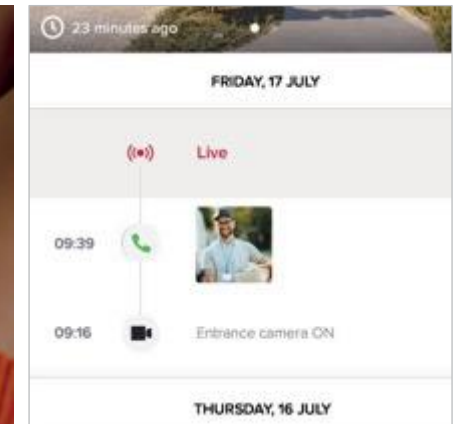 23 minutes ago
FRIDAY, 17 JULY
Live
09:39
09:16 Entrance camera ON
THURSDAY, 16 JULY